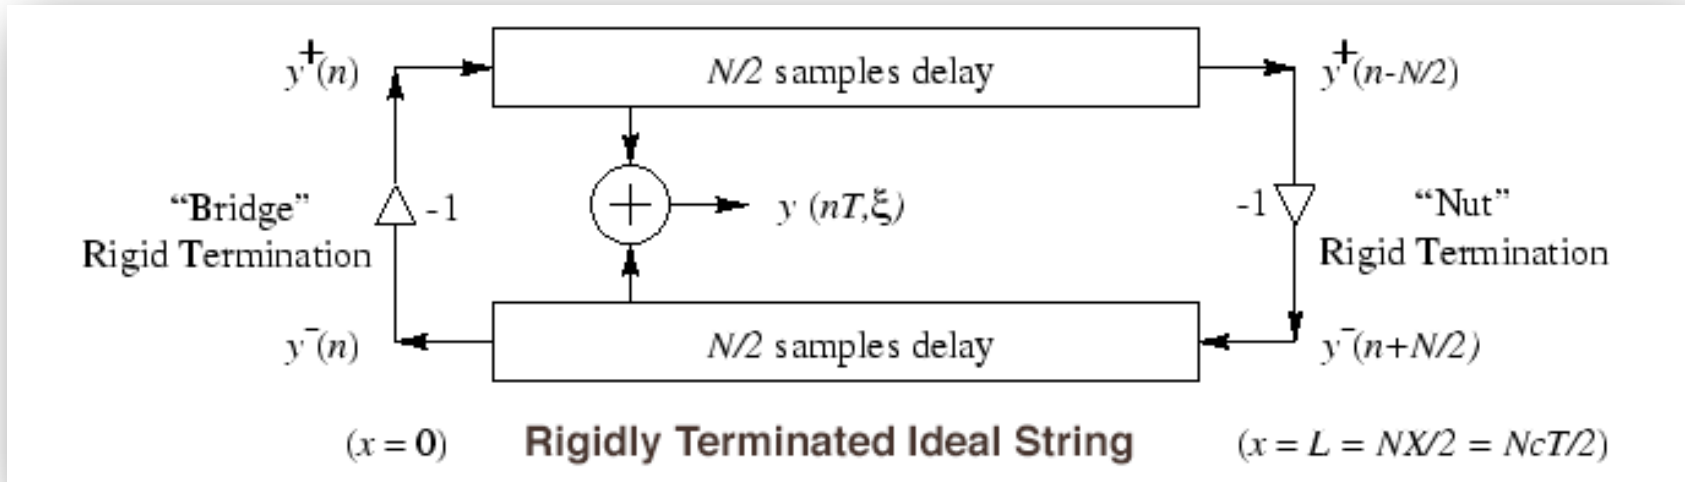 y⁺(n)
N/2 samples delay
y⁺(n-N/2)
“Bridge”
Rigid Termination
-1
+
y (nT,ξ)
-1
“Nut”
Rigid Termination
y⁻(n)
N/2 samples delay
y⁻(n+N/2)
(x = 0)
Rigidly Terminated Ideal String
(x = L = NX/2 = NcT/2)